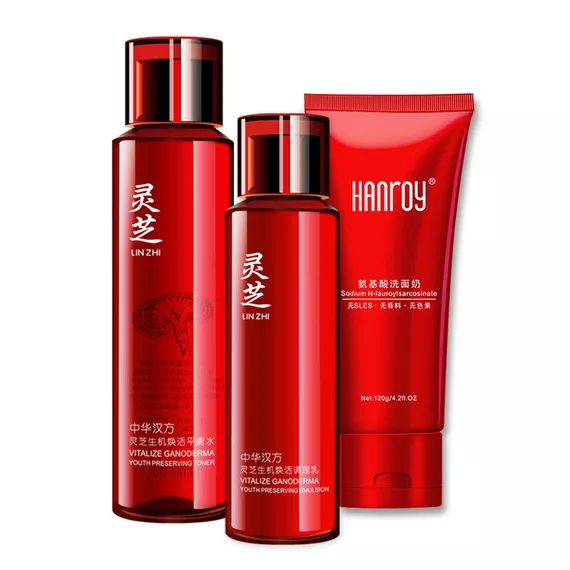 灵芝
LIN ZHI
中华汉方
灵芝生机焕活平衡水
VITALIZE GANODERMA
YOUTH PRESERVING TONER
灵芝
LIN ZHI
中华汉方
灵芝生机焕活调理乳
VITALIZE GANODERMA
YOUTH PRESERVING EMULSION
HANROY®
氨基酸洗面奶
Sodium N-lauroylsarcosinate
无SLES·无香料·无色素
Net:120g/4.2fl.OZ